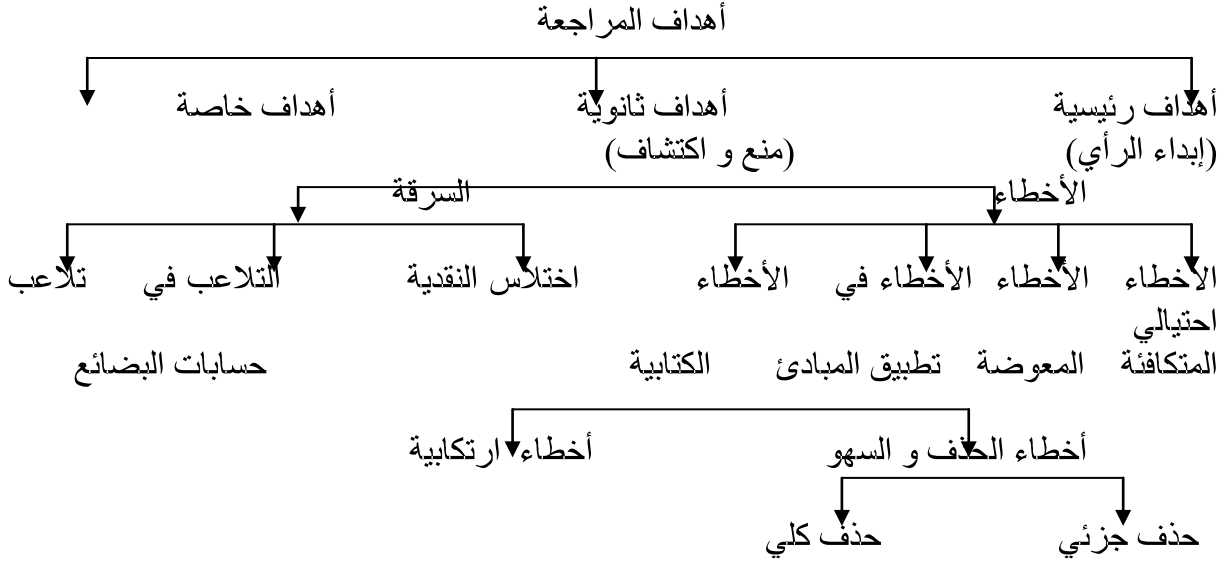 أهداف المراجعة
أهداف رئيسية أهداف ثانوية أهداف خاصة
(إبداء الرأي) (منع و اكتشاف)
الأخطاء السرقة
الأخطاء الأخطاء الأخطاء في الأخطاء اختلاس النقدية التلاعب في تلاعب
احتيالي
المتكافئة المعوضة تطبيق المبادئ الكتابية حسابات البضائع
أخطاء الحذف و السهو أخطاء ارتكابية
حذف جزئي حذف كلي